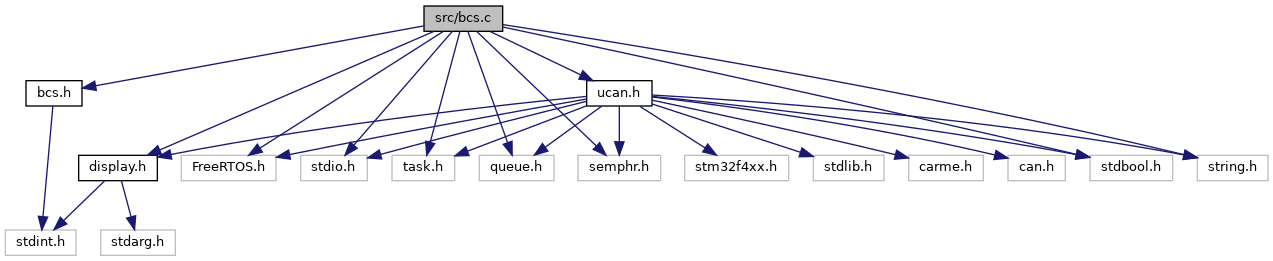 src/bcs.c
bcs.h
ucan.h
display.h
FreeRTOS.h
stdio.h
task.h
queue.h
semphr.h
stm32f4xx.h
stdlib.h
carme.h
can.h
stdbool.h
string.h
stdint.h
stdarg.h